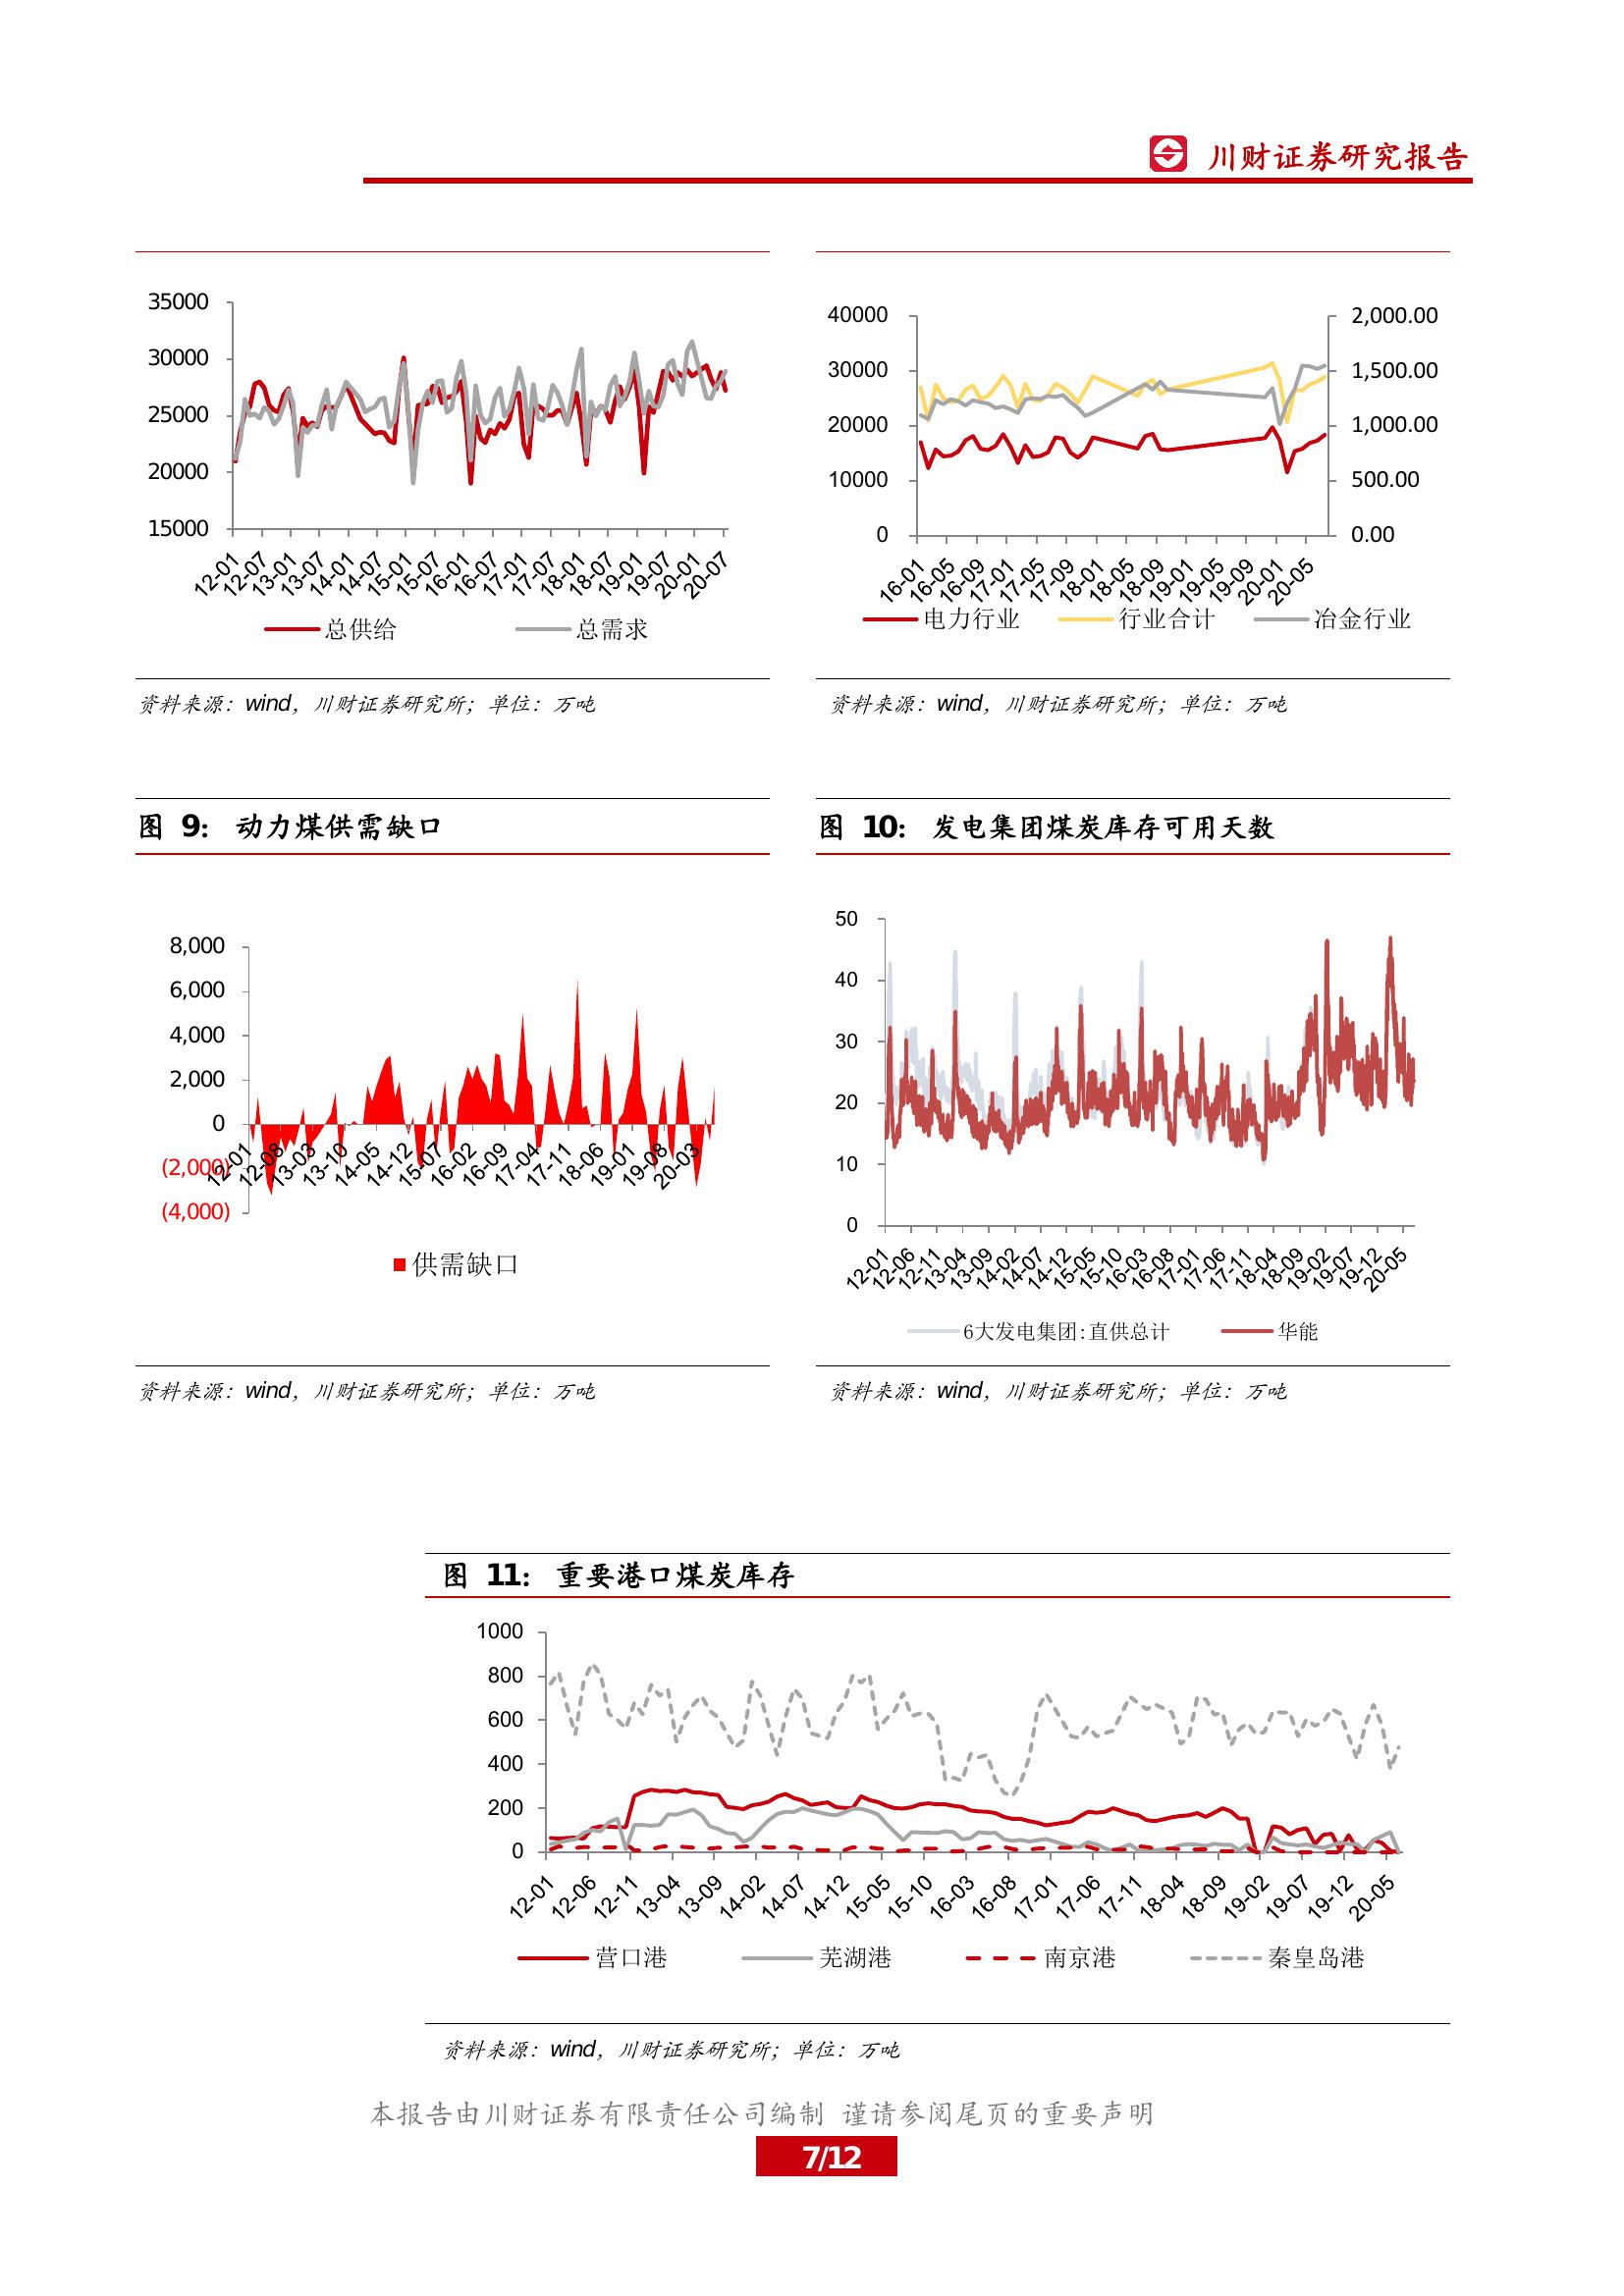 川财证券研究报告
35000
30000
25000
20000
15000
12-01 12-07 13-01 13-07 14-01 14-07 15-01 15-07 16-01 16-07 17-01 17-07 18-01 18-07 19-01 19-07 20-01 20-07
总供给 总需求
40000 2,000.00
30000 1,500.00
20000 1,000.00
10000 500.00
0 0.00
16-01 16-05 16-09 17-01 17-05 17-09 18-01 18-05 18-09 19-01 19-05 19-09 20-01 20-05
电力行业 行业合计 冶金行业
资料来源：wind，川财证券研究所；单位：万吨
资料来源：wind，川财证券研究所；单位：万吨
图 9： 动力煤供需缺口
8,000
6,000
4,000
2,000
0
(2,000)
(4,000)
12-01 12-08 13-03 13-10 14-05 14-12 15-07 16-02 16-09 17-04 17-11 18-06 19-01 19-08 20-03
供需缺口
资料来源：wind，川财证券研究所；单位：万吨
图 10： 发电集团煤炭库存可用天数
50
40
30
20
10
0
12-01 12-06 12-11 13-04 13-09 14-02 14-07 14-12 15-05 15-10 16-03 16-08 17-01 17-06 17-11 18-04 18-09 19-02 19-07 19-12 20-05
6大发电集团:直供总计 华能
资料来源：wind，川财证券研究所；单位：万吨
图 11： 重要港口煤炭库存
1000
800
600
400
200
0
12-01 12-06 12-11 13-04 13-09 14-02 14-07 14-12 15-05 15-10 16-03 16-08 17-01 17-06 17-11 18-04 18-09 19-02 19-07 19-12 20-05
营口港 芜湖港 南京港 秦皇岛港
资料来源：wind，川财证券研究所；单位：万吨
本报告由川财证券有限责任公司编制 谨请参阅尾页的重要声明
7/12